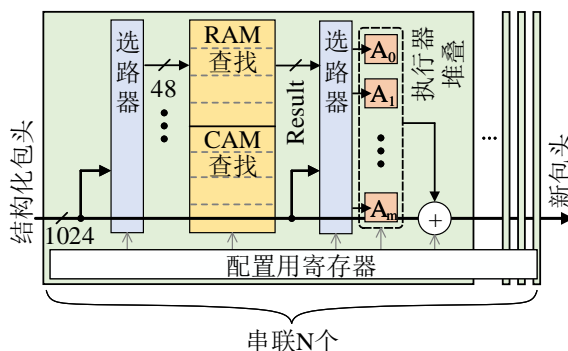 选路器
48
RAM
查找
CAM
查找
Result
选路器
A0
A1
Am
执行器
堆叠
...
结构化包头
1024
+
新包头
配置用寄存器
串联N个